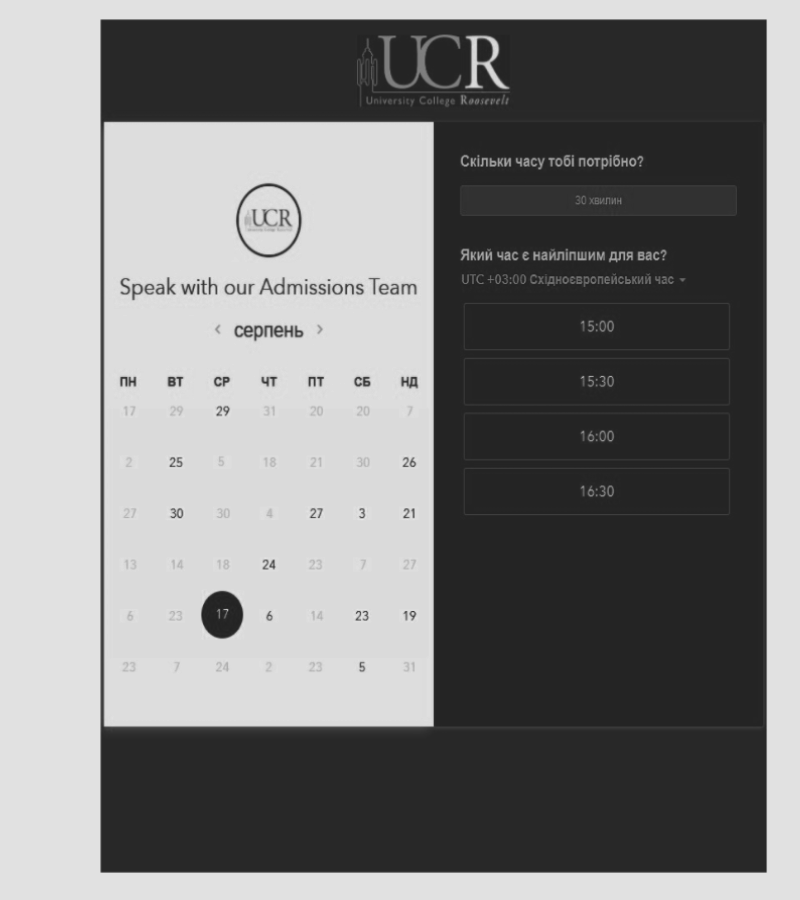 UCR
University College Roosevelt
UCR
Speak with our Admissions Team
‹ серпень ›
ПН ВТ СР ЧТ ПТ СБ НД
17 29 29 31 20 20 7
2 25 5 18 21 30 26
27 30 30 4 27 3 21
13 14 18 24 23 7 27
6 23 17 6 14 23 19
23 7 24 2 23 5 31
Скільки часу тобі потрібно?
30 хвилин
Який час є найліпшим для вас?
UTC +03:00 Східноєвропейський час
15:00
15:30
16:00
16:30